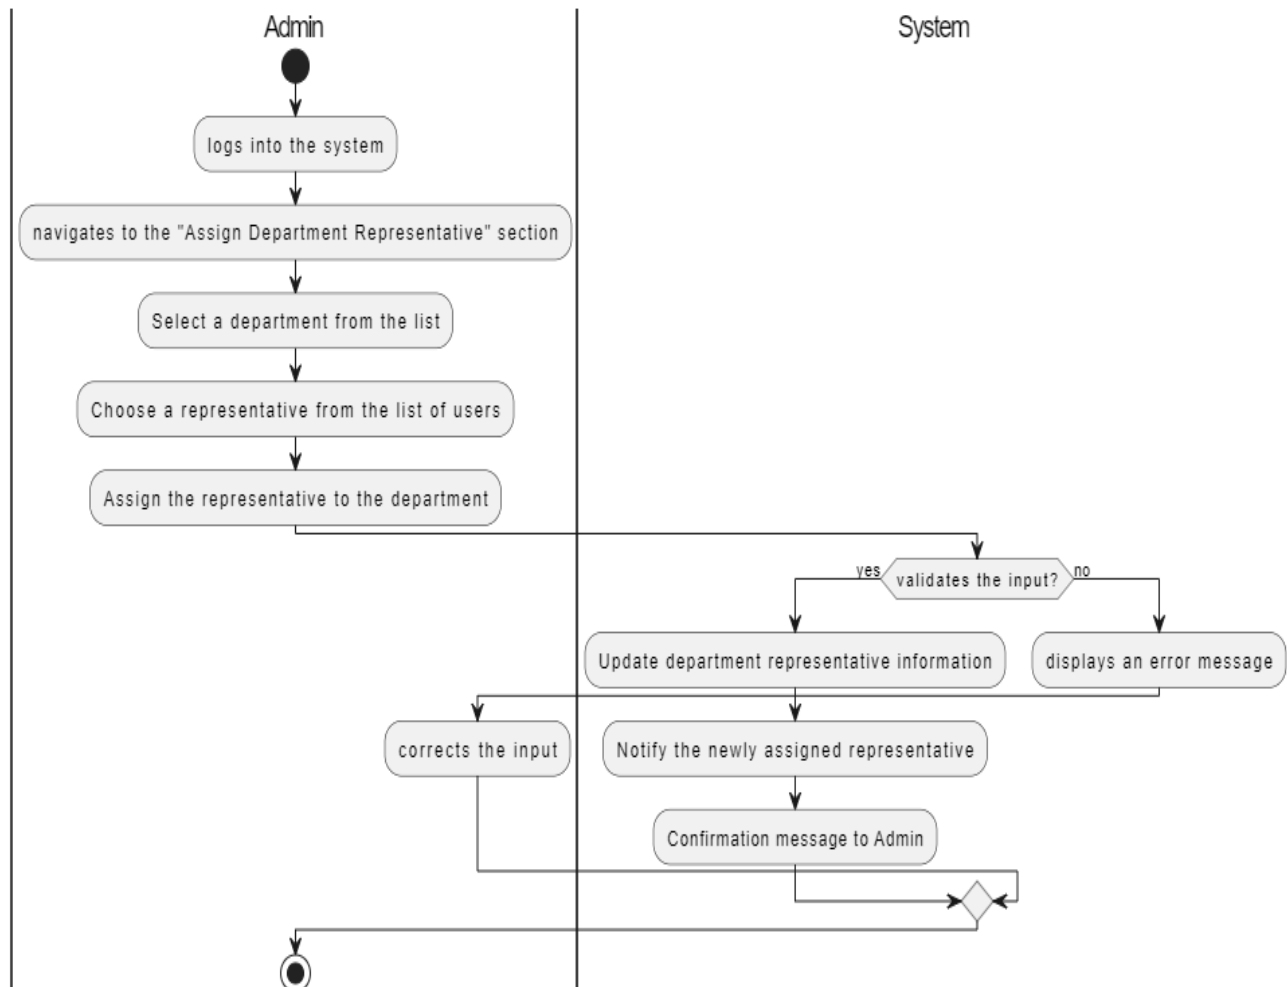 Admin
System
logs into the system
navigates to the "Assign Department Representative" section
Select a department from the list
Choose a representative from the list of users
Assign the representative to the department
yes
validates the input?
no
Update department representative information
displays an error message
corrects the input
Notify the newly assigned representative
Confirmation message to Admin